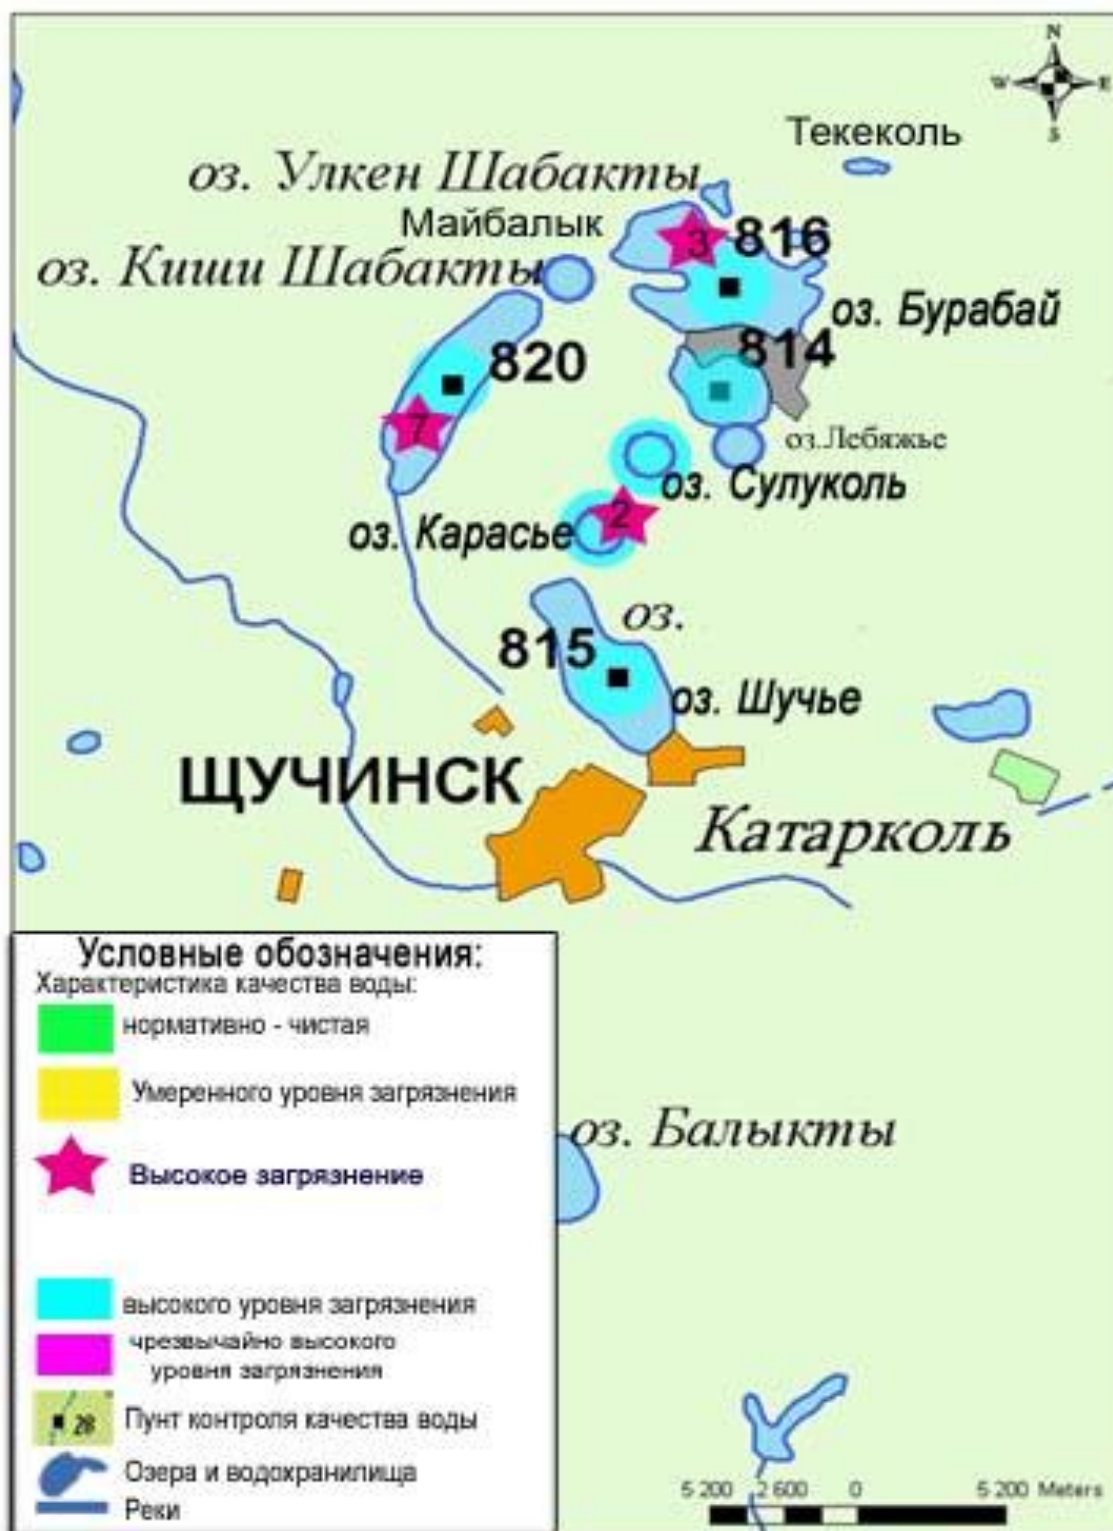 N
W E
S
Текеколь
оз. Улкен Шабакты
Майбалык
3
816
оз. Киши Шабакты
оз. Бурабай
814
820
7
оз.Лебяжье
оз. Сулуколь
2
оз. Карасье
оз.
815
оз. Шучье
ЩУЧИНСК
Катарколь
Условные обозначения:
Характеристика качества воды:
нормативно - чистая
Умеренного уровня загрязнения
оз. Балыкты
Высокое загрязнение
высокого уровня загрязнения
чрезвычайно высокого
уровня загрязнения
28 Пункт контроля качества воды
Озера и водохранилища
Реки
5 200 2 600 0 5 200 Meters